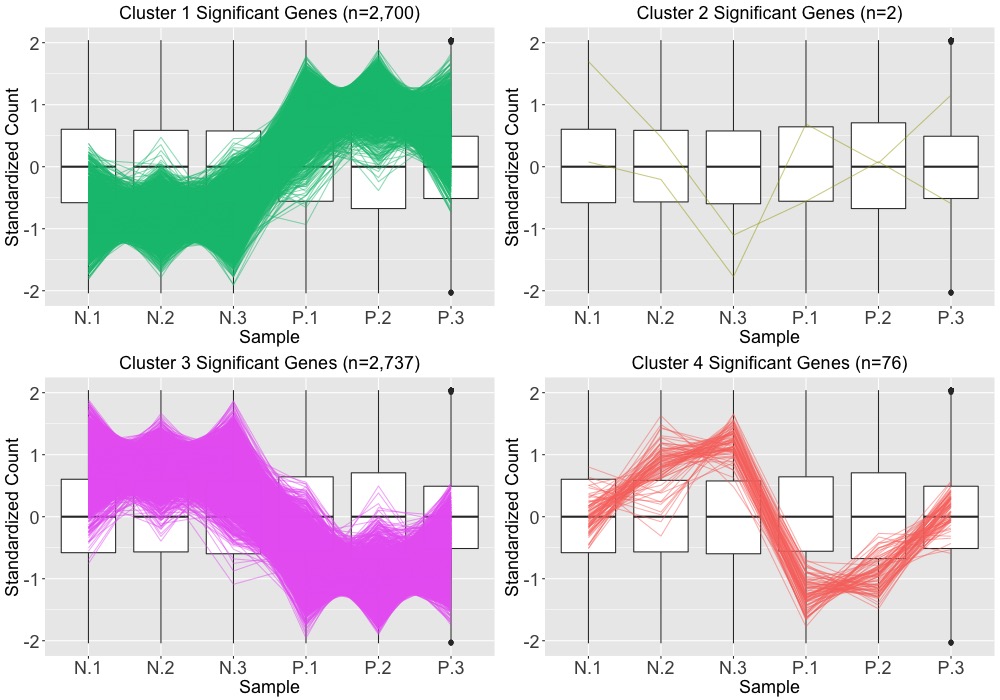 Cluster 1 Significant Genes (n=2,700)
2
1
0
-1
-2
Standardized Count
N.1 N.2 N.3 P.1 P.2 P.3
Sample
Cluster 2 Significant Genes (n=2)
2
1
0
-1
-2
Standardized Count
N.1 N.2 N.3 P.1 P.2 P.3
Sample
Cluster 3 Significant Genes (n=2,737)
2
1
0
-1
-2
Standardized Count
N.1 N.2 N.3 P.1 P.2 P.3
Sample
Cluster 4 Significant Genes (n=76)
2
1
0
-1
-2
Standardized Count
N.1 N.2 N.3 P.1 P.2 P.3
Sample